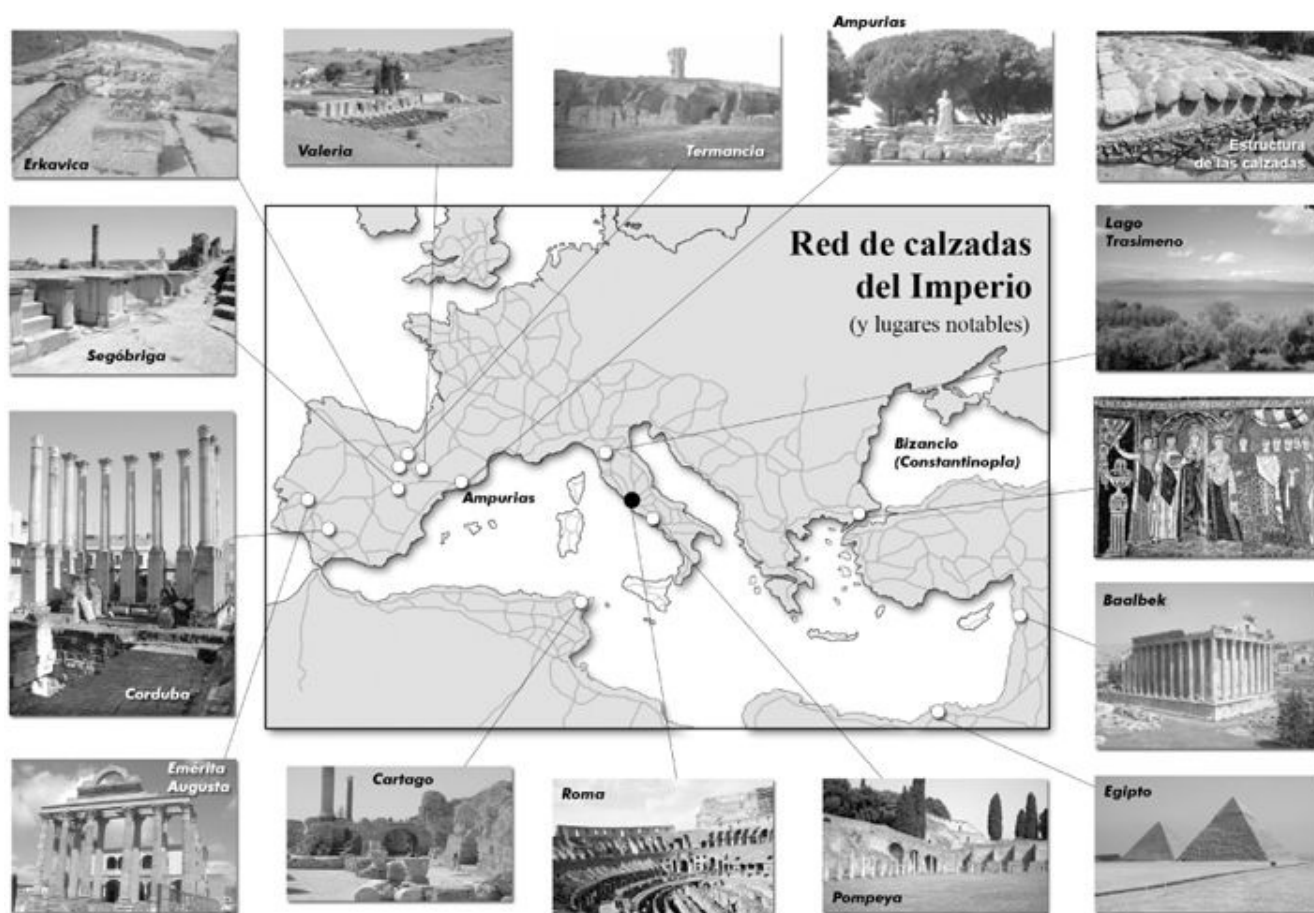 Ampurias
Erkavica
Valeria
Termancia
Estructura
de las calzadas
Segóbriga
Red de calzadas
del Imperio
(y lugares notables)
Lago
Trasimeno
Bizancio
(Constantinopla)
Ampurias
Corduba
Baalbek
Emérita
Augusta
Cartago
Roma
Pompeya
Egipto